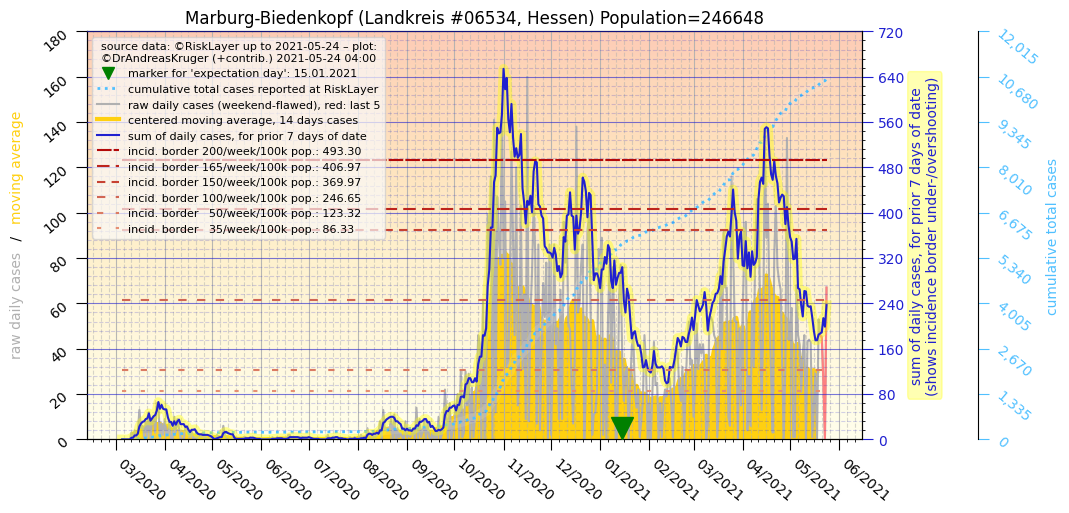 Marburg-Biedenkopf (Landkreis #06534, Hessen) Population=246648
source data: ©RiskLayer up to 2021-05-24 – plot:
©DrAndreasKruger (+contrib.) 2021-05-24 04:00
marker for 'expectation day': 15.01.2021
cumulative total cases reported at RiskLayer
raw daily cases (weekend-flawed), red: last 5
centered moving average, 14 days cases
sum of daily cases, for prior 7 days of date
incid. border 200/week/100k pop.: 493.30
incid. border 165/week/100k pop.: 406.97
incid. border 150/week/100k pop.: 369.97
incid. border 100/week/100k pop.: 246.65
incid. border   50/week/100k pop.: 123.32
incid. border   35/week/100k pop.: 86.33
raw daily cases   /   moving average
180
160
140
120
100
80
60
40
20
0
03/2020
04/2020
05/2020
06/2020
07/2020
08/2020
09/2020
10/2020
11/2020
12/2020
01/2021
02/2021
03/2021
04/2021
05/2021
06/2021
720
640
560
480
400
320
240
160
80
0
sum of daily cases, for prior 7 days of date
(shows incidence border under-/overshooting)
12,015
10,680
9,345
8,010
6,675
5,340
4,005
2,670
1,335
0
cumulative total cases